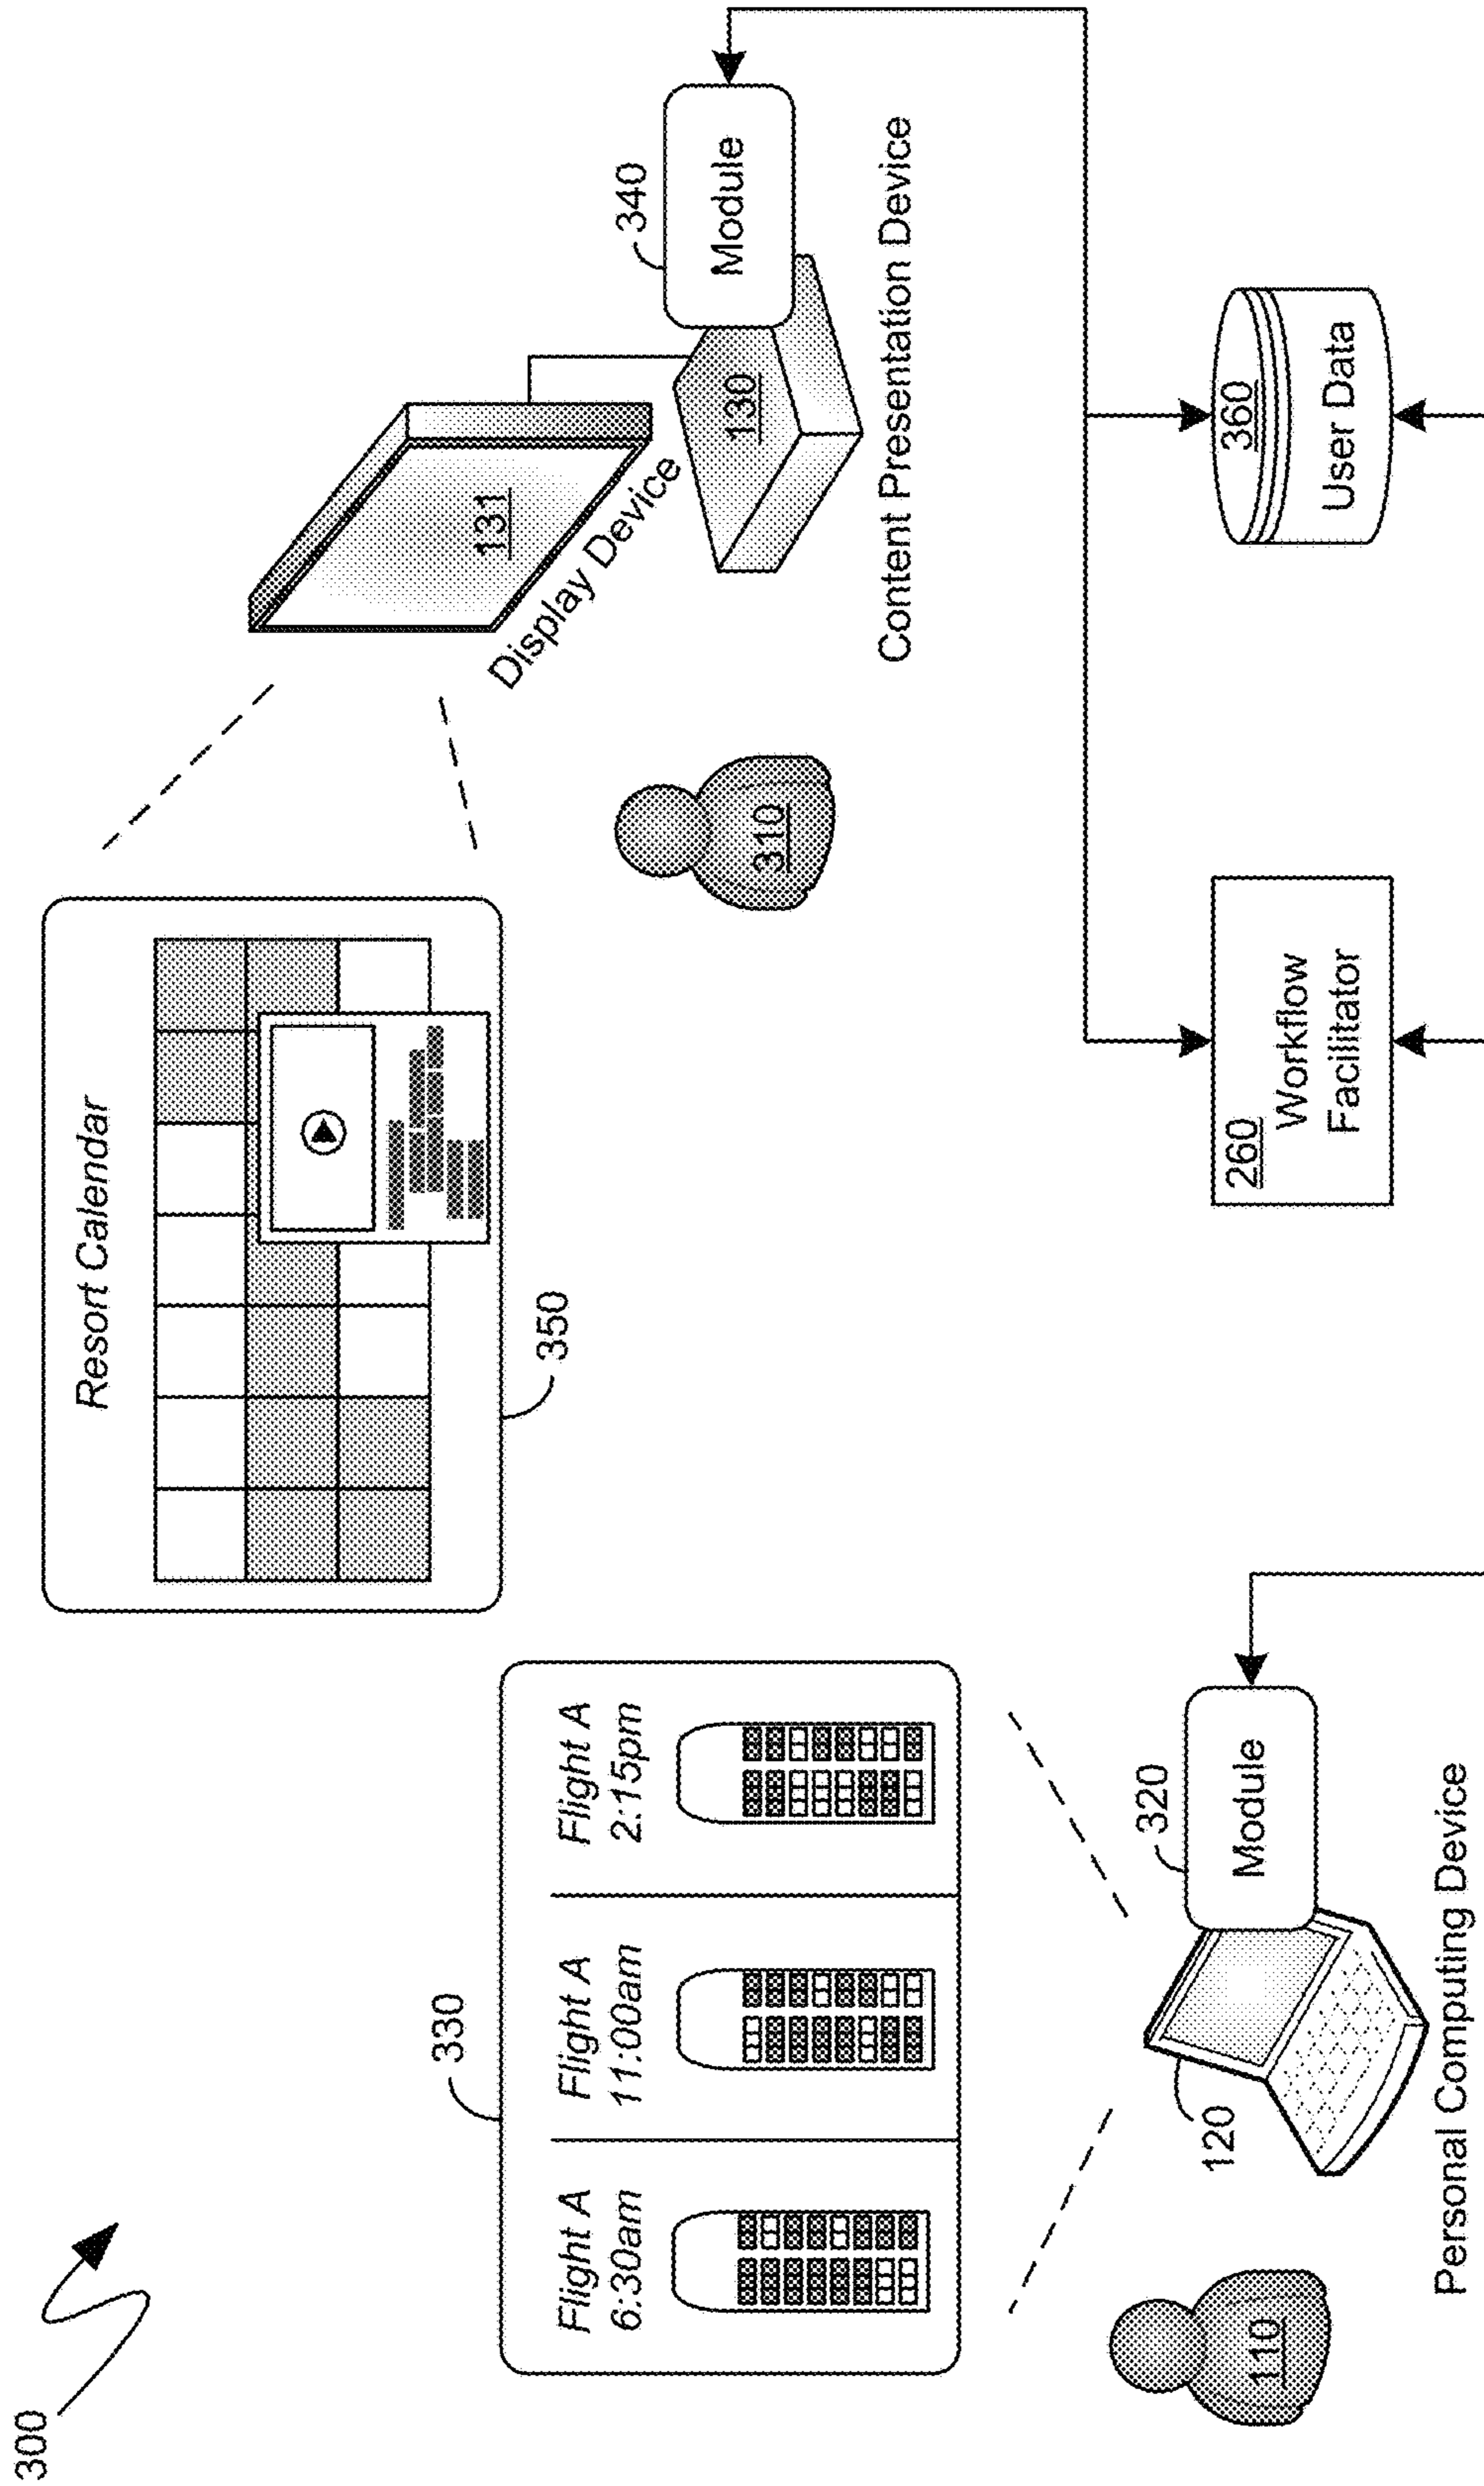 300
330
Flight A
6:30am
Flight A
11:00am
Flight A
2:15pm
110
120
320
Module
Personal Computing Device
Resort Calendar
350
310
131
Display Device
340
Module
130
Content Presentation Device
260
Workflow
Facilitator
360
User Data